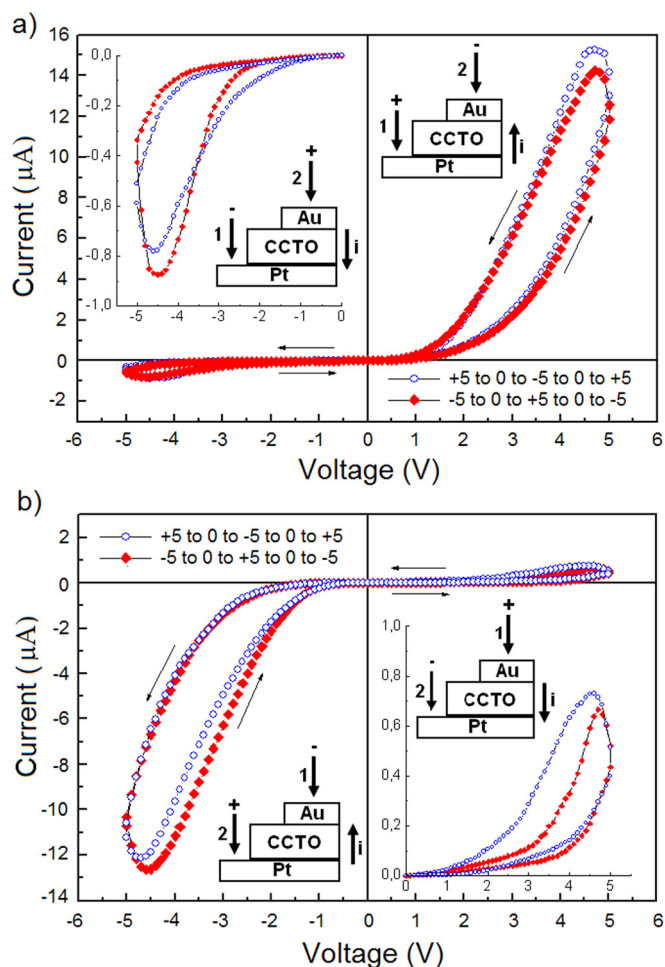 a)
Current ( μA)
16
14
12
10
8
6
4
2
0
-2
0,0
-0,2
-0,4
-0,6
-0,8
-1,0
-5 -4 -3 -2 -1 0
+
2
-
1
Au
CCTO
Pt
i
-
2
+
1
Au
CCTO
Pt
i
+5 to 0 to -5 to 0 to +5
-5 to 0 to +5 to 0 to -5
-6 -5 -4 -3 -2 -1 0 1 2 3 4 5 6
Voltage (V)
b)
Current ( μA)
2
0
-2
-4
-6
-8
-10
-12
-14
+5 to 0 to -5 to 0 to +5
-5 to 0 to +5 to 0 to -5
-
1
+
2
Au
CCTO
Pt
i
+
1
-
2
Au
CCTO
Pt
i
1,0
0,8
0,6
0,4
0,2
0,0
2 3 4 5
-6 -5 -4 -3 -2 -1 0 1 2 3 4 5 6
Voltage (V)